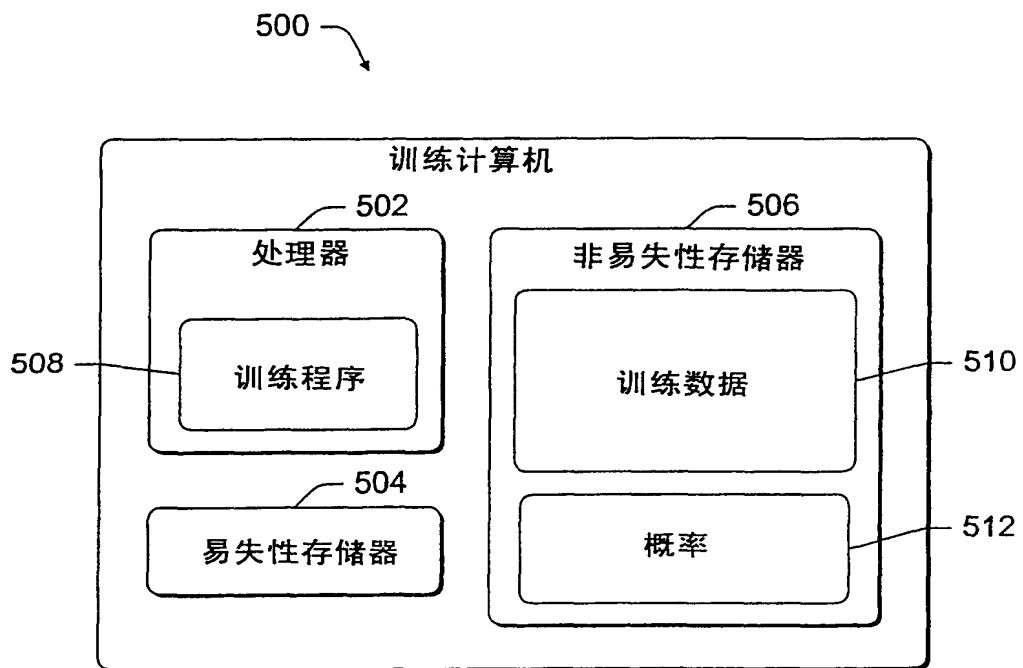 500
训练计算机
502
处理器
508
训练程序
504
易失性存储器
506
非易失性存储器
训练数据
510
概率
512